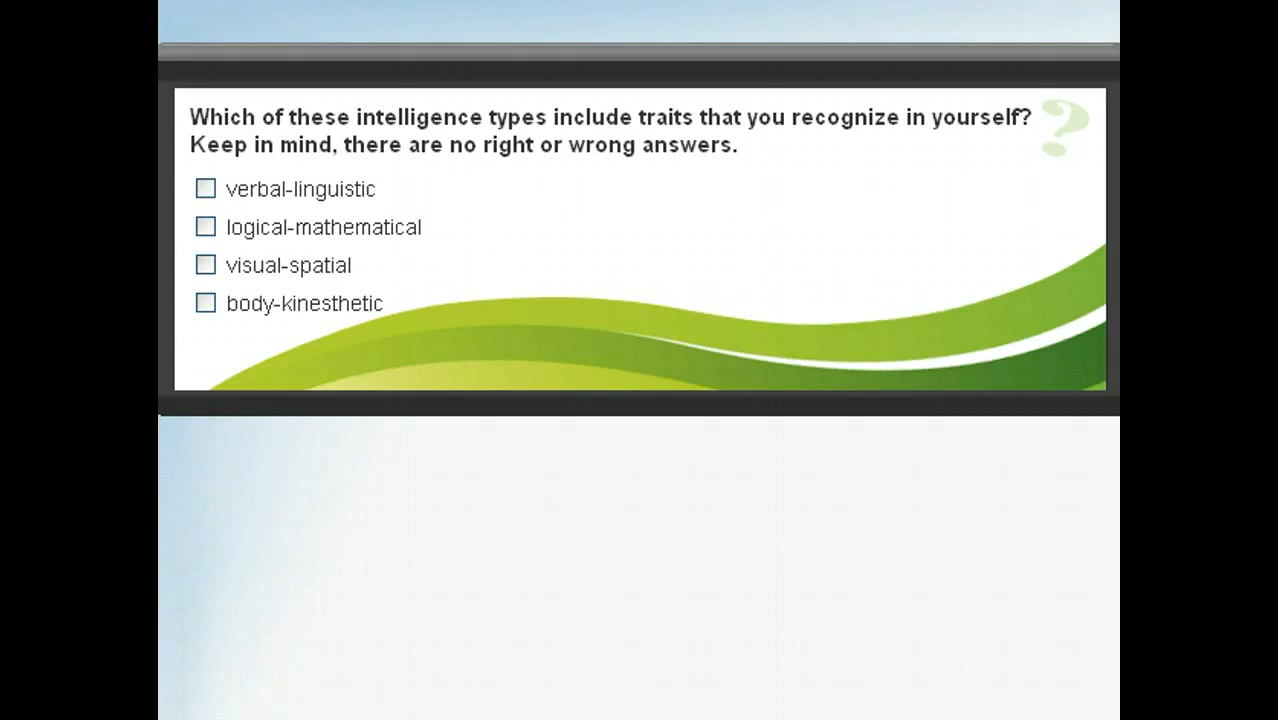 Which of these intelligence types include traits that you recognize in yourself?
Keep in mind, there are no right or wrong answers.
verbal-linguistic
logical-mathematical
visual-spatial
body-kinesthetic
?